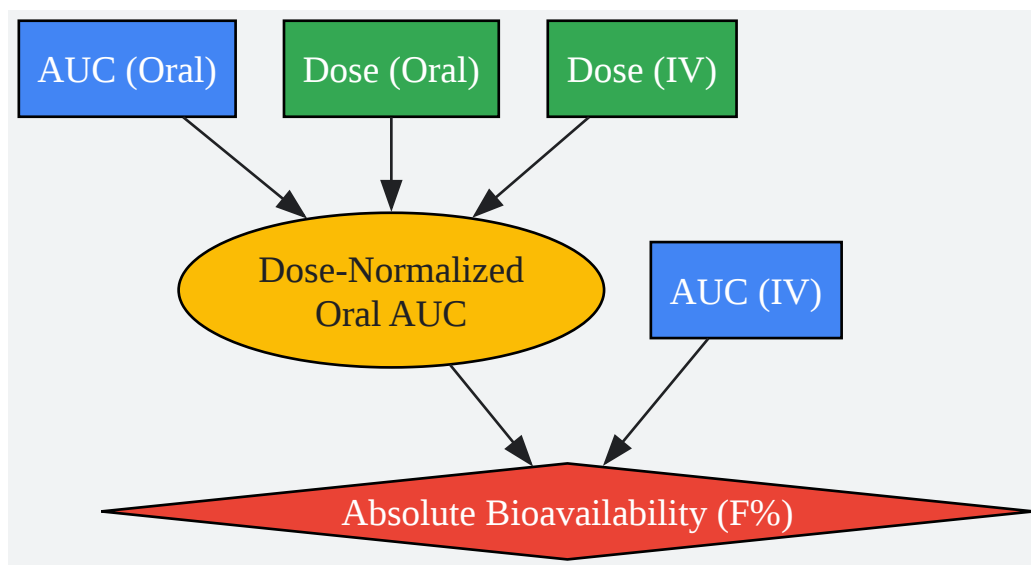 AUC (Oral)
Dose (Oral)
Dose (IV)
Dose-Normalized
Oral AUC
AUC (IV)
Absolute Bioavailability (F%)